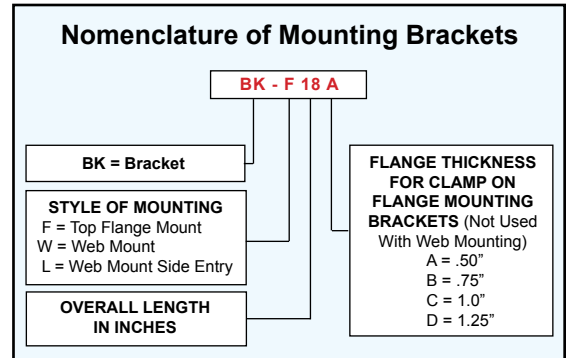 Nomenclature of Mounting Brackets
BK - F 18 A
BK = Bracket
STYLE OF MOUNTING
F = Top Flange Mount
W = Web Mount
L = Web Mount Side Entry
OVERALL LENGTH
IN INCHES
FLANGE THICKNESS
FOR CLAMP ON
FLANGE MOUNTING
BRACKETS (Not Used
With Web Mounting)
A = .50”
B = .75”
C = 1.0”
D = 1.25”